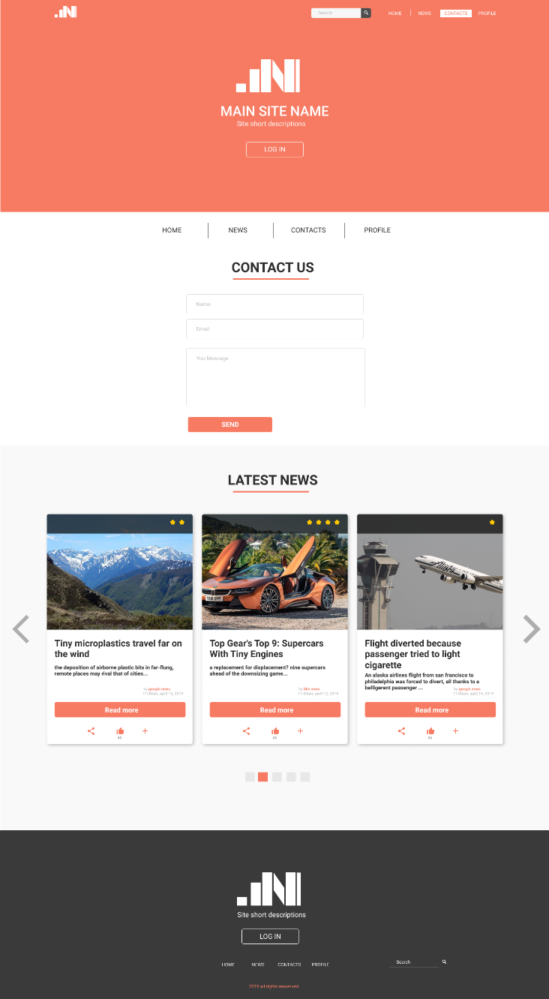 Search
HOME
NEWS
CONTACTS
PROFILE
MAIN SITE NAME
Site short descriptions
LOG IN
HOME
NEWS
CONTACTS
PROFILE
CONTACT US
Name
Email
You Message
SEND
LATEST NEWS
Tiny microplastics travel far on
the wind
the deposition of airborne plastic bits in far-flung,
remote places may rival that of cities...
by google news
11:30am, april 15, 2019
Read more
45
Top Gear's Top 9: Supercars
With Tiny Engines
a replacement for displacement? nine supercars
ahead of the downsizing game...
by bbc news
11:30am, april 12, 2019
Read more
45
Alaska
Flight diverted because
passenger tried to light
cigarette
An alaska airlines flight from san francisco to
philadelphia was forced to divert, all thanks to a
belligerent passenger ...
by google news
11:30am, april 15, 2019
Read more
45
Site short descriptions
LOG IN
HOME
NEWS
CONTACTS
PROFILE
Search
2019 all rights resserved